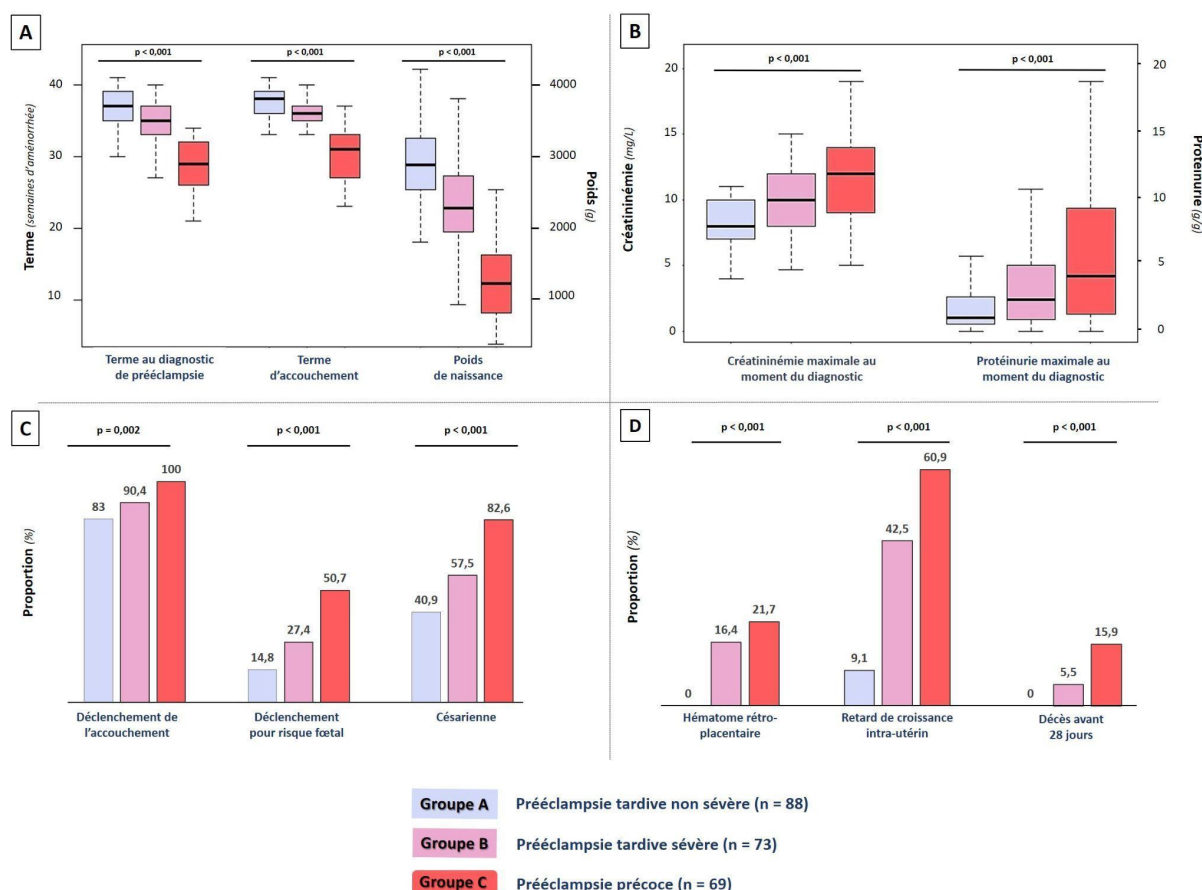 A
p < 0,001
p < 0,001
p < 0,001
Terme (semaines d'aménorrhée)
40
30
20
10
4000
3000
2000
1000
Poids (g)
Terme au diagnostic
de prééclampsie
Terme
d'accouchement
Poids
de naissance
B
p < 0,001
p < 0,001
Créatininémie (mg/L)
20
15
10
5
0
20
15
10
5
0
Protéinurie (g/g)
Créatininémie maximale au
moment du diagnostic
Protéinurie maximale au
moment du diagnostic
C
p = 0,002
p < 0,001
p < 0,001
Proportion (%)
83
90,4
100
14,8
27,4
50,7
40,9
57,5
82,6
Déclenchement de
l'accouchement
Déclenchement
pour risque fœtal
Césarienne
D
p < 0,001
p < 0,001
p < 0,001
Proportion (%)
0
16,4
21,7
9,1
42,5
60,9
0
5,5
15,9
Hématome rétro-
placentaire
Retard de croissance
intra-utérin
Décès avant
28 jours
Groupe A Prééclampsie tardive non sévère (n = 88)
Groupe B Prééclampsie tardive sévère (n = 73)
Groupe C Prééclampsie précoce (n = 69)